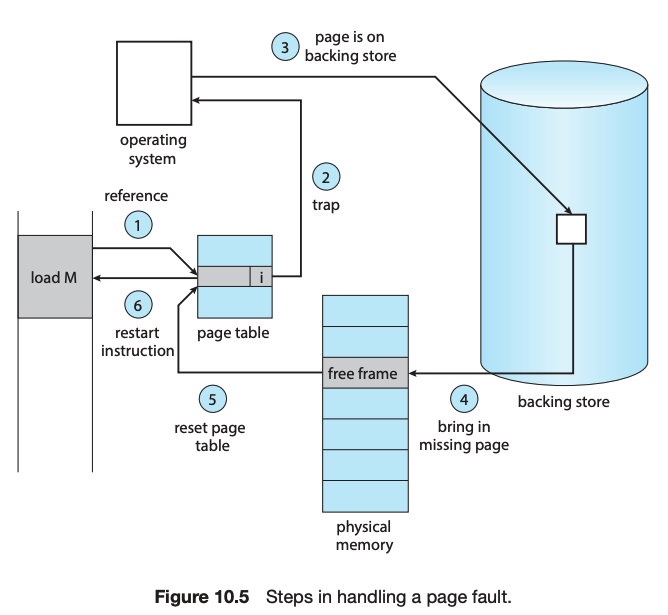 3
page is on
backing store
operating
system
2
trap
reference
1
load M
i
6
restart
instruction
page table
free frame
5
reset page
table
4
bring in
missing page
backing store
physical
memory
Figure 10.5 Steps in handling a page fault.